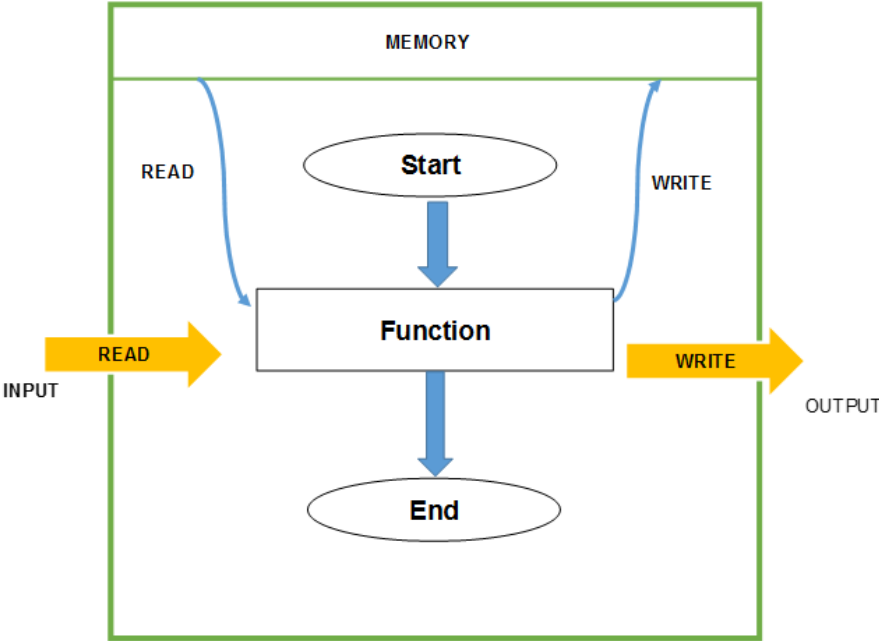 MEMORY
Start
READ
WRITE
Function
READ
WRITE
INPUT
OUTPUT
End